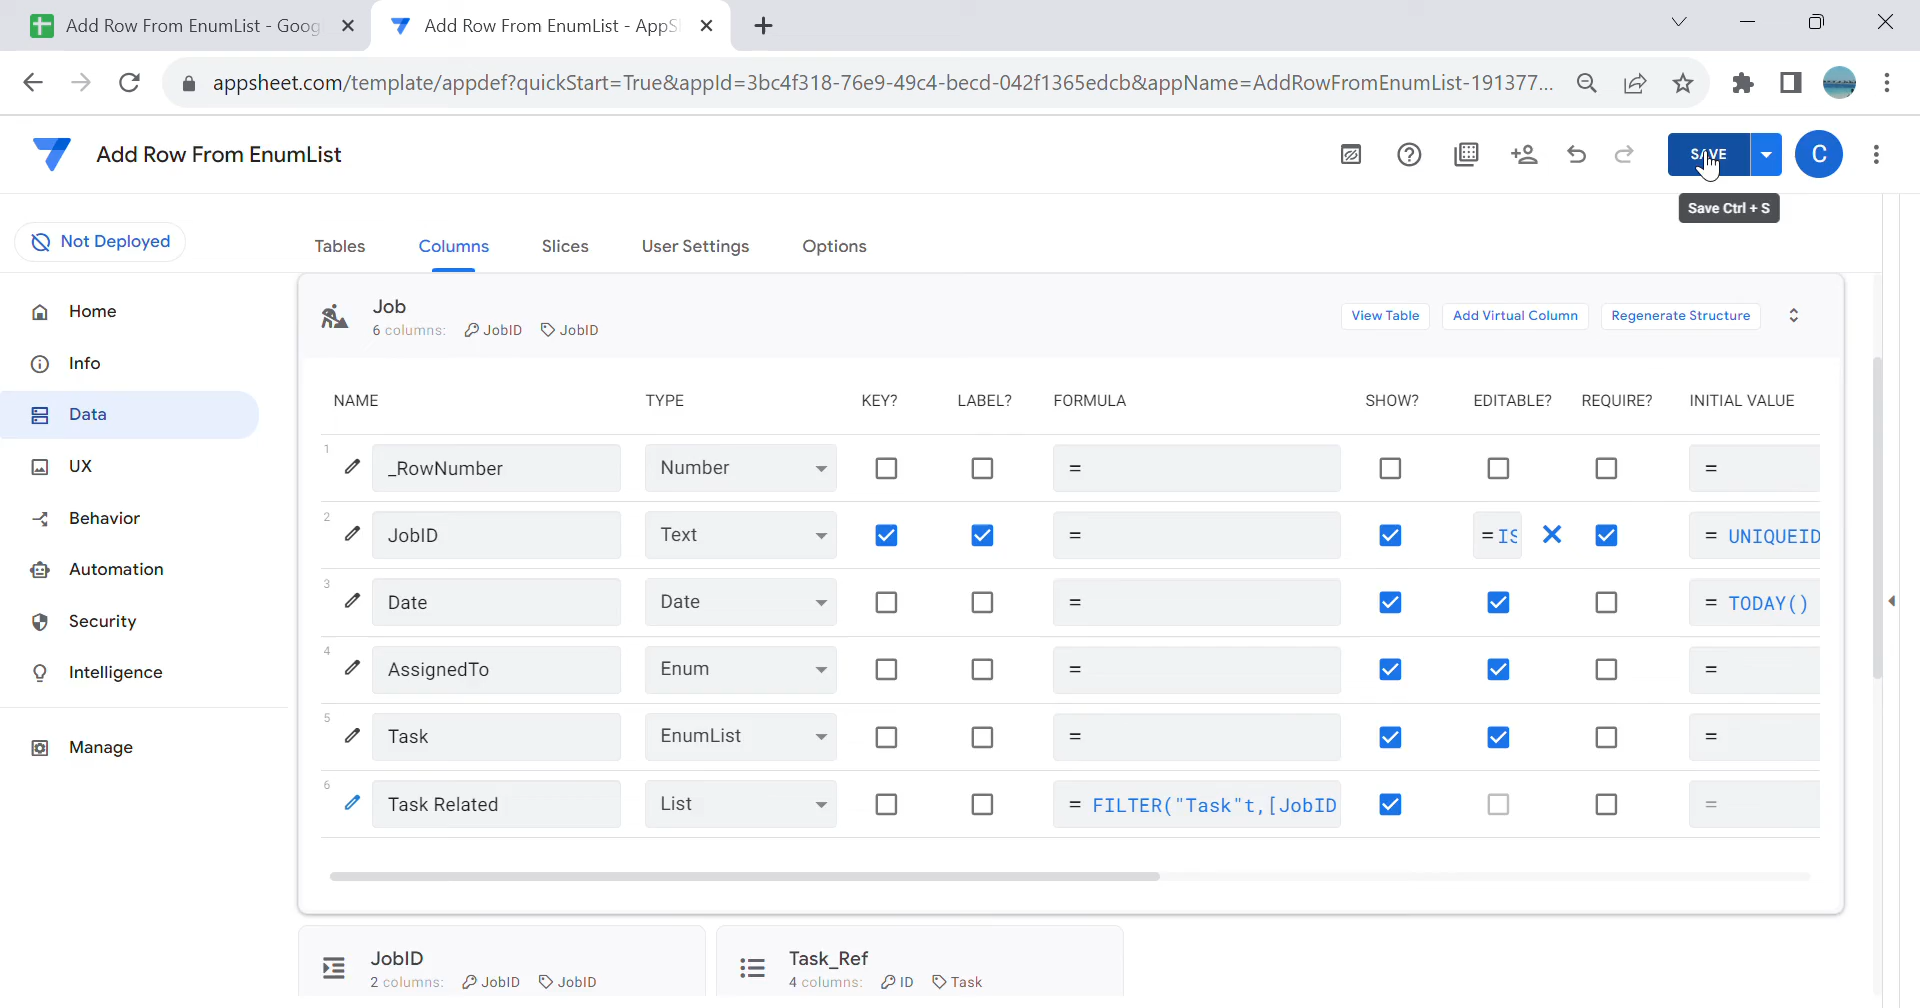 Add Row From EnumList - Goog
Add Row From EnumList - AppS
appsheet.com/template/appdef?quickStart=True&appId=3bc4f318-76e9-49c4-becd-042f1365edcb&appName=AddRowFromEnumList-191377...
Add Row From EnumList
SAVE
C
Save Ctrl + S
Not Deployed
Tables Columns Slices User Settings Options
Home
Info
Data
UX
Behavior
Automation
Security
Intelligence
Manage
Job
6 columns: JobID JobID
View Table Add Virtual Column Regenerate Structure
NAME TYPE KEY? LABEL? FORMULA SHOW? EDITABLE? REQUIRE? INITIAL VALUE
1 _RowNumber Number = =
2 JobID Text = =IS = UNIQUEID
3 Date Date = = TODAY()
4 AssignedTo Enum = =
5 Task EnumList = =
6 Task Related List = FILTER("Task"t,[JobID =
JobID
2 columns: JobID JobID
Task_Ref
4 columns: ID Task